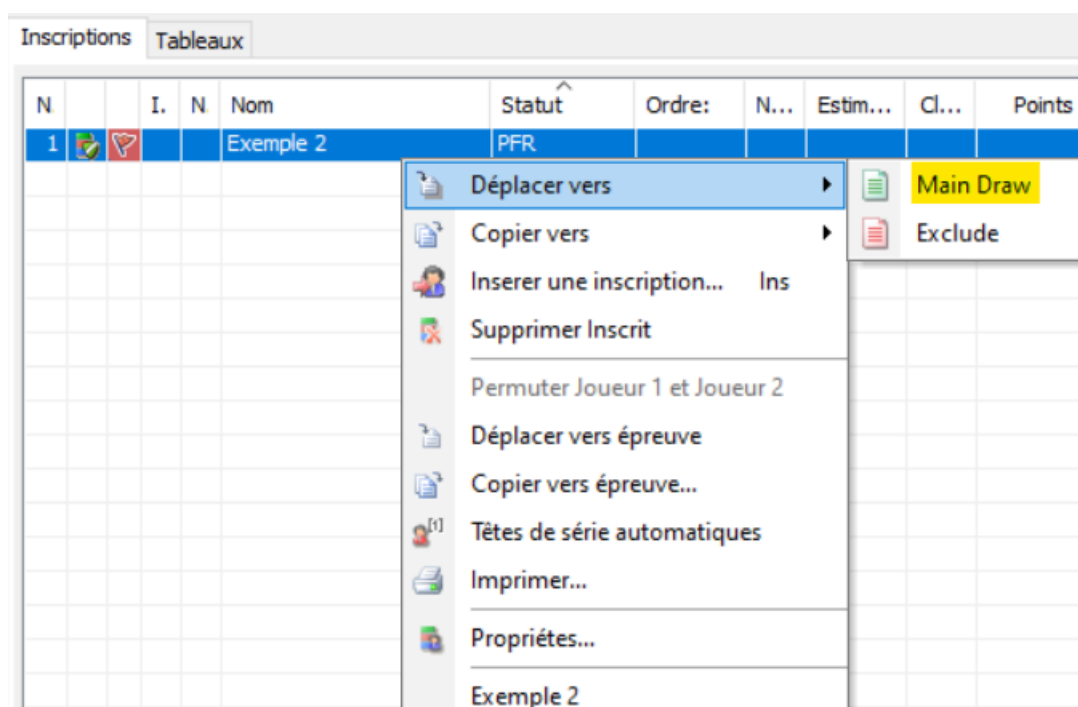 Inscriptions Tableaux
N I. N Nom Statut Ordre: N... Estim... Cl... Points
1 Exemple 2 PFR
Déplacer vers Main Draw
Copier vers Exclude
Inserer une inscription... Ins
Supprimer Inscrit
Permuter Joueur 1 et Joueur 2
Déplacer vers épreuve
Copier vers épreuve...
[1] Têtes de série automatiques
Imprimer...
Propriétes...
Exemple 2